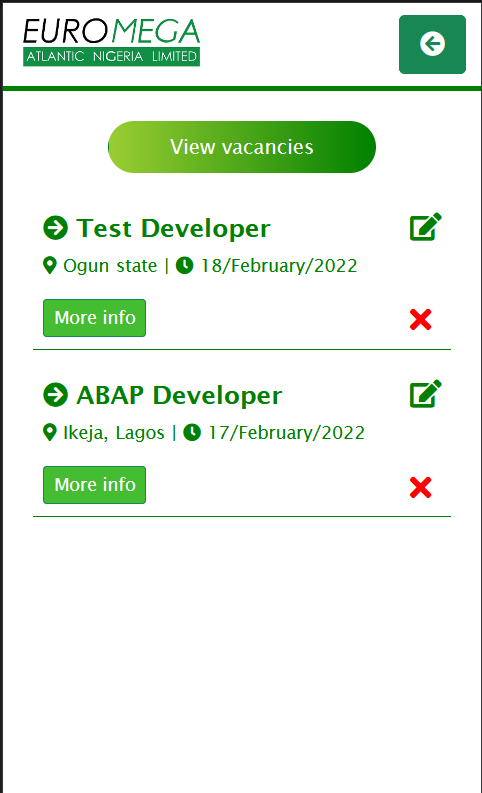 EUROMEGA
ATLANTIC NIGERIA LIMITED
View vacancies
Test Developer
Ogun state | 18/February/2022
More info
ABAP Developer
Ikeja, Lagos | 17/February/2022
More info